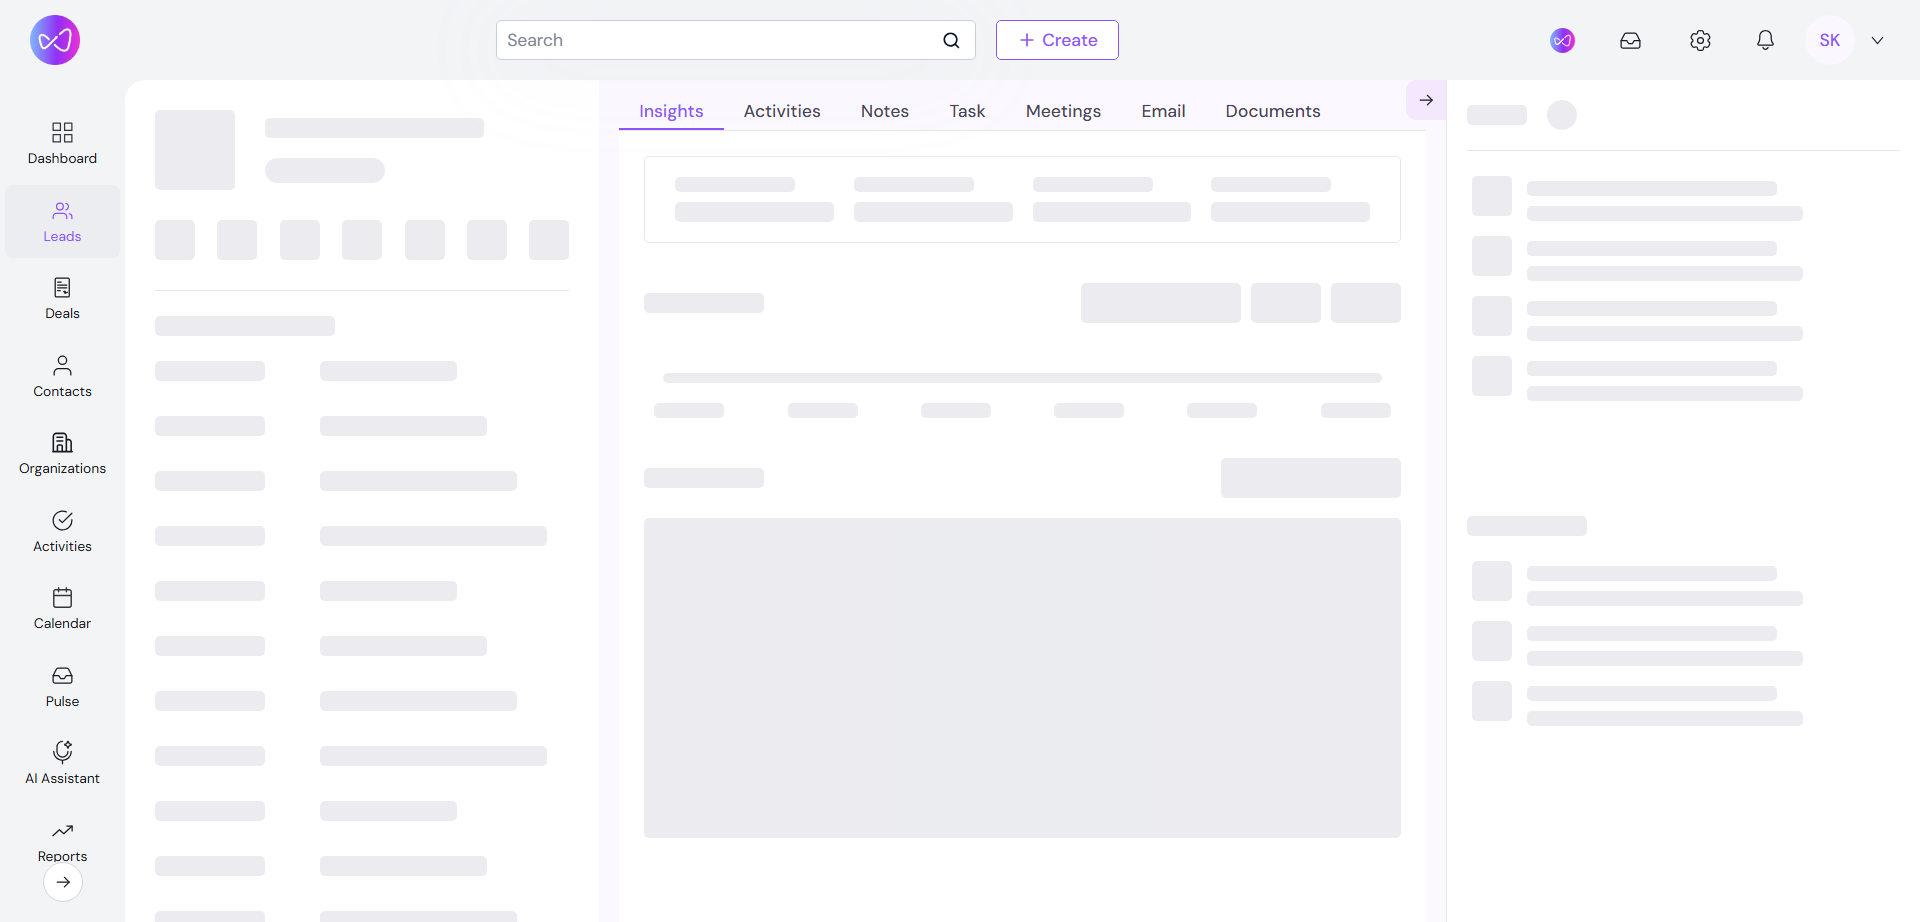 Search
+ Create
SK
Dashboard
Leads
Deals
Contacts
Organizations
Activities
Calendar
Pulse
AI Assistant
Reports
Insights
Activities
Notes
Task
Meetings
Email
Documents